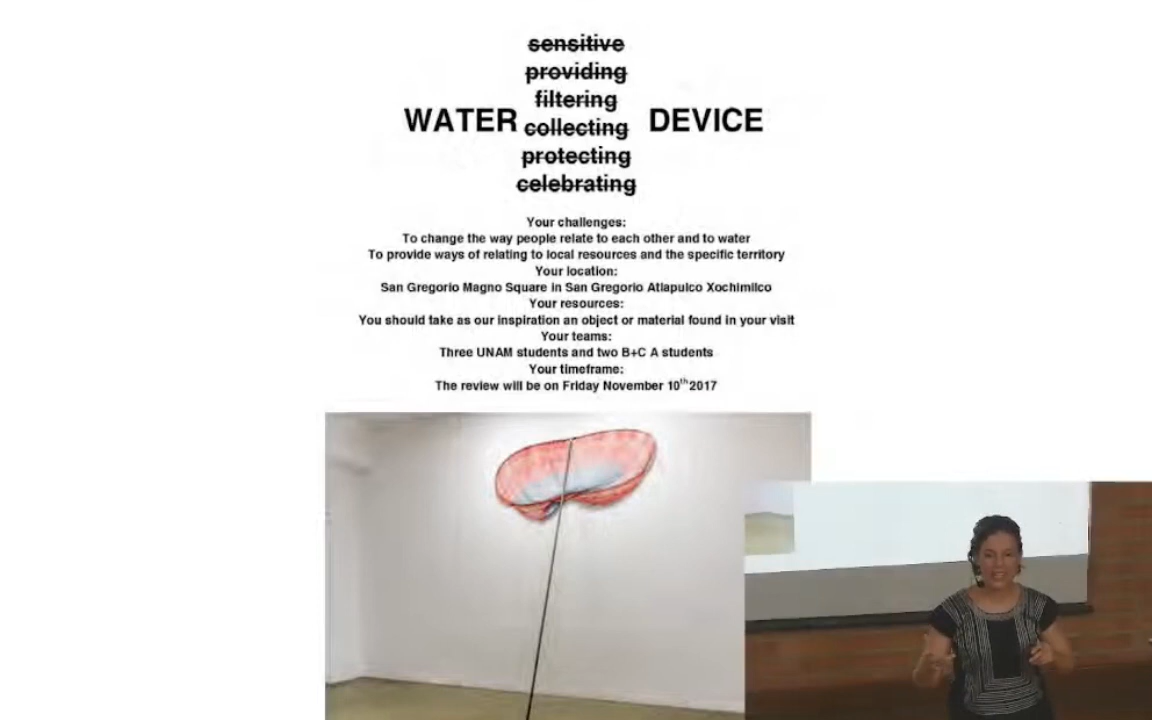 sensitive
providing
filtering
WATER collecting DEVICE
protecting
celebrating
Your challenges:
To change the way people relate to each other and to water
To provide ways of relating to local resources and the specific territory
Your location:
San Gregorio Magno Square in San Gregorio Atlapulco Xochimilco
Your resources:
You should take as our inspiration an object or material found in your visit
Your teams:
Three UNAM students and two B+C A students
Your timeframe:
The review will be on Friday November 10th 2017